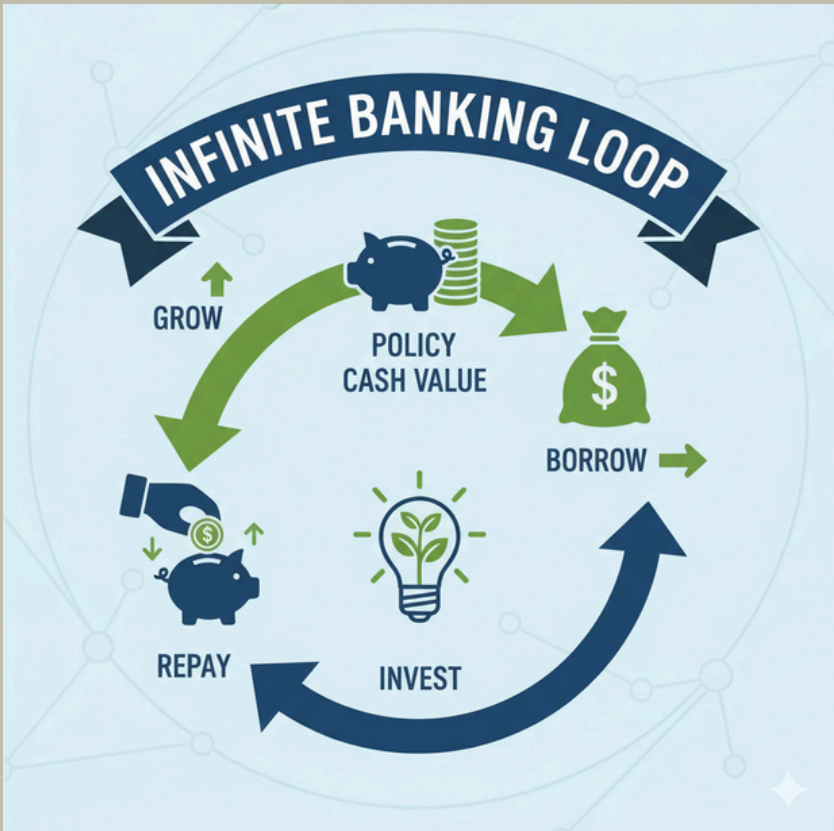 INFINITE BANKING LOOP
GROW
POLICY
CASH VALUE
$
BORROW
$
REPAY
INVEST